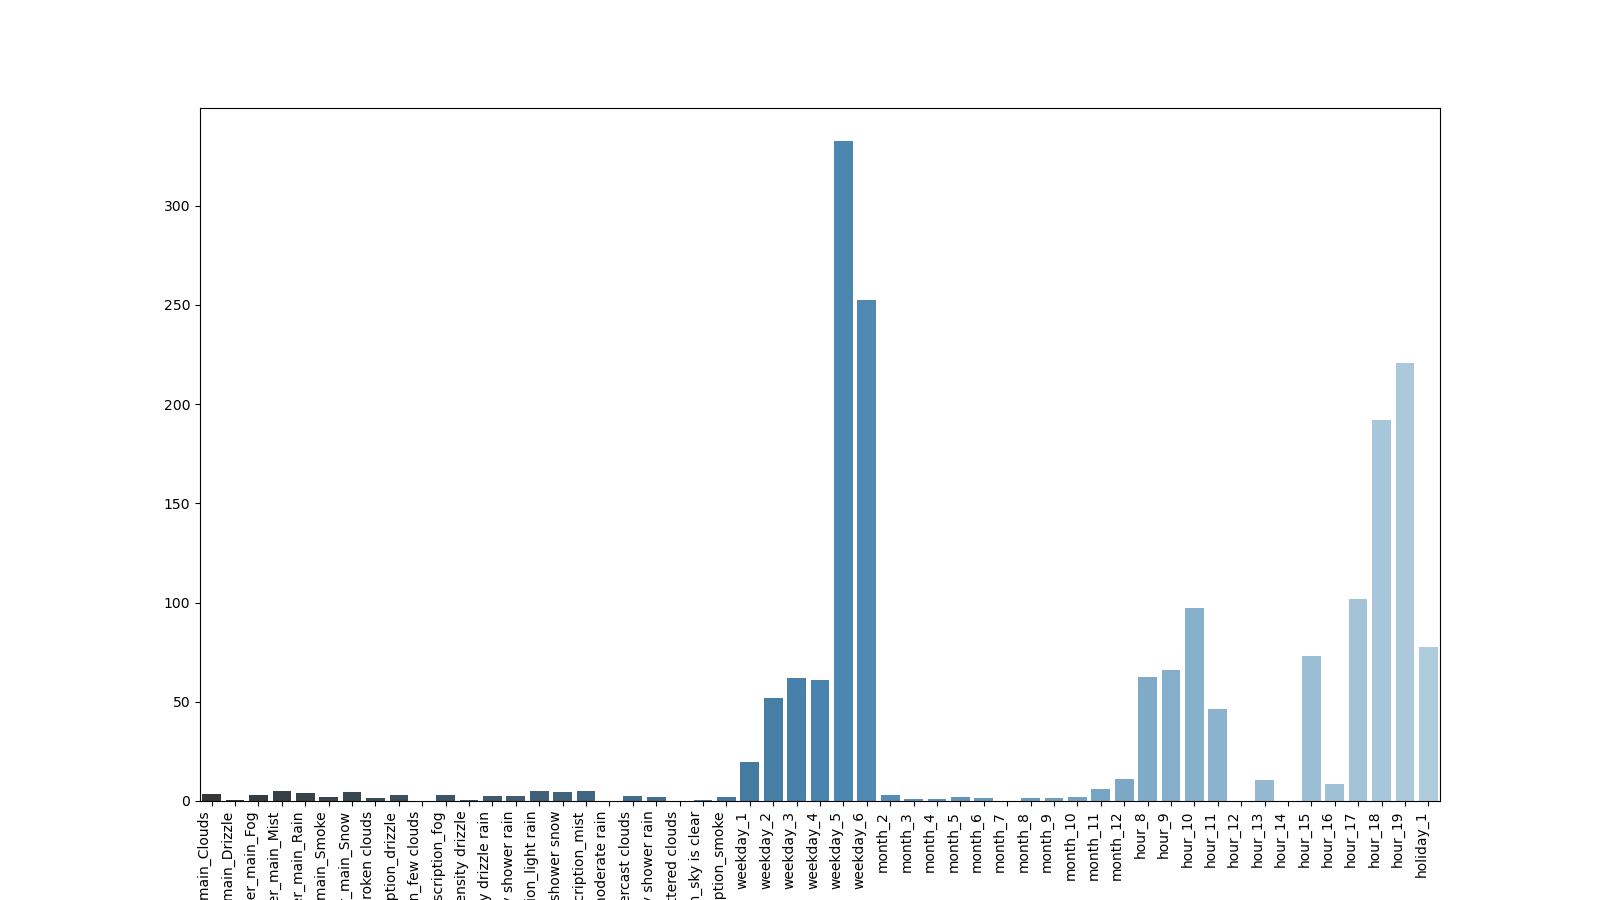 300
250
200
150
100
50
0
main_Clouds
main_Drizzle
er_main_Fog
er_main_Mist
er_main_Rain
main_Smoke
r_main_Snow
roken clouds
ption_drizzle
n_few clouds
scription_fog
ensity drizzle
y drizzle rain
y shower rain
ion_light rain
shower snow
cription_mist
noderate rain
ercast clouds
y shower rain
ttered clouds
n_sky is clear
ption_smoke
weekday_1
weekday_2
weekday_3
weekday_4
weekday_5
weekday_6
month_2
month_3
month_4
month_5
month_6
month_7
month_8
month_9
month_10
month_11
month_12
hour_8
hour_9
hour_10
hour_11
hour_12
hour_13
hour_14
hour_15
hour_16
hour_17
hour_18
hour_19
holiday_1